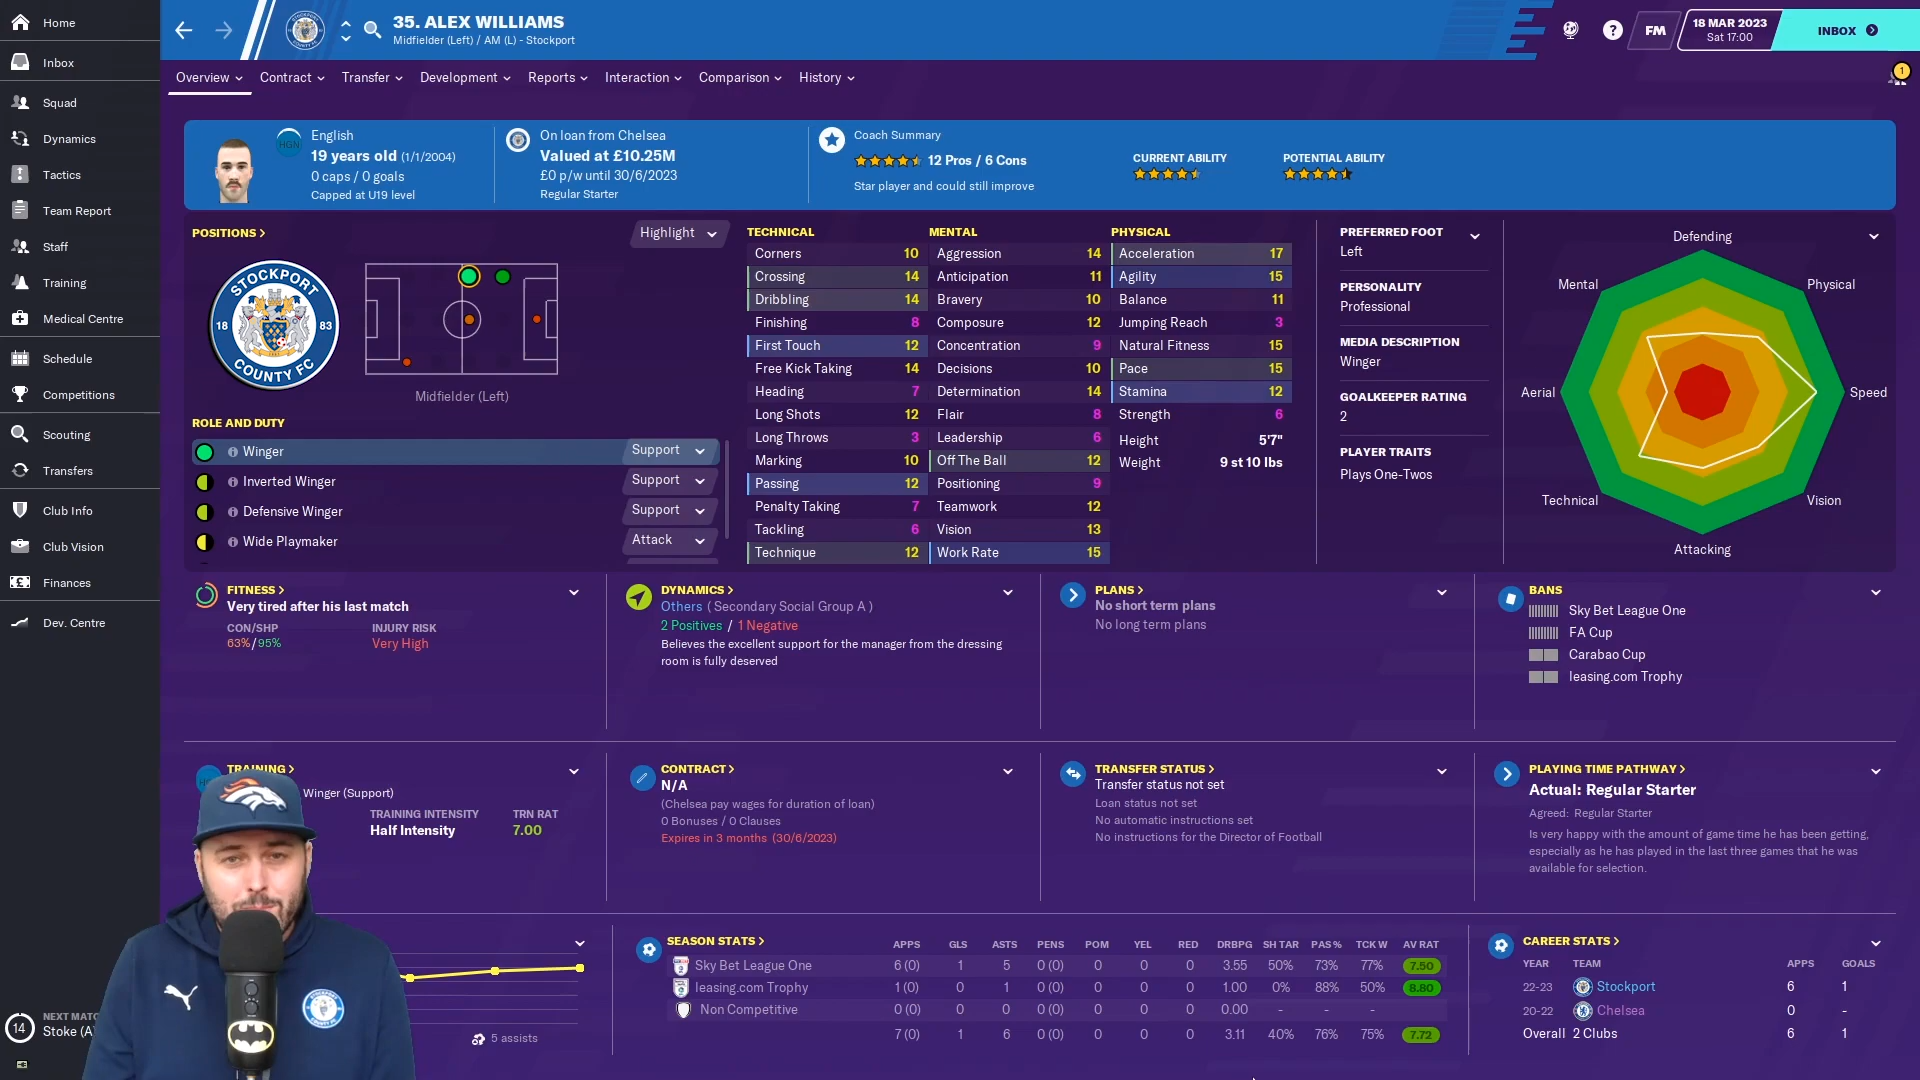 Home
Inbox
Squad
Dynamics
Tactics
Team Report
Staff
Training
Medical Centre
Schedule
Competitions
Scouting
Transfers
Club Info
Club Vision
Finances
Dev. Centre
14
Stoke (A)
35. ALEX WILLIAMS
Midfielder (Left) / AM (L) - Stockport
FM
18 MAR 2023
Sat 17:00
INBOX
1
Overview Contract Transfer Development Reports Interaction Comparison History
HGN
English
19 years old (1/1/2004)
0 caps / 0 goals
Capped at U19 level
On loan from Chelsea
Valued at £10.25M
£0 p/w until 30/6/2023
Regular Starter
Coach Summary
12 Pros / 6 Cons
Star player and could still improve
CURRENT ABILITY
POTENTIAL ABILITY
POSITIONS >
Highlight
STOCKPORT
18 83
COUNTY FC
Midfielder (Left)
ROLE AND DUTY
Winger Support
Inverted Winger Support
Defensive Winger Support
Wide Playmaker Attack
TECHNICAL
Corners 10
Crossing 14
Dribbling 14
Finishing 8
First Touch 12
Free Kick Taking 14
Heading 7
Long Shots 12
Long Throws 3
Marking 10
Passing 12
Penalty Taking 7
Tackling 6
Technique 12
MENTAL
Aggression 14
Anticipation 11
Bravery 10
Composure 12
Concentration 9
Decisions 10
Determination 14
Flair 8
Leadership 6
Off The Ball 12
Positioning 9
Teamwork 12
Vision 13
Work Rate 15
PHYSICAL
Acceleration 17
Agility 15
Balance 11
Jumping Reach 3
Natural Fitness 15
Pace 15
Stamina 12
Strength 6
Height 5'7"
Weight 9 st 10 lbs
PREFERRED FOOT
Left
PERSONALITY
Professional
MEDIA DESCRIPTION
Winger
GOALKEEPER RATING
2
PLAYER TRAITS
Plays One-Twos
Defending
Mental
Physical
Aerial
Speed
Technical
Vision
Attacking
FITNESS >
Very tired after his last match
CON/SHP
63%/95%
INJURY RISK
Very High
DYNAMICS >
Others ( Secondary Social Group A )
2 Positives / 1 Negative
Believes the excellent support for the manager from the dressing
room is fully deserved
PLANS >
No short term plans
No long term plans
BANS
Sky Bet League One
FA Cup
Carabao Cup
leasing.com Trophy
TRAINING >
Winger (Support)
TRAINING INTENSITY
Half Intensity
TRN RAT
7.00
CONTRACT >
N/A
(Chelsea pay wages for duration of loan)
0 Bonuses / 0 Clauses
Expires in 3 months (30/6/2023)
TRANSFER STATUS >
Transfer status not set
Loan status not set
No automatic instructions set
No instructions for the Director of Football
PLAYING TIME PATHWAY >
Actual: Regular Starter
Agreed: Regular Starter
Is very happy with the amount of game time he has been getting,
especially as he has played in the last three games that he was
available for selection.
5 assists
SEASON STATS >
APPS GLS ASTS PENS POM YEL RED DRBPG SH TAR PAS % TCK W AV RAT
Sky Bet League One 6 (0) 1 5 0 (0) 0 0 0 3.55 50% 73% 77% 7.50
leasing.com Trophy 1 (0) 0 1 0 (0) 0 0 0 1.00 0% 88% 50% 8.80
Non Competitive 0 (0) 0 0 0 (0) 0 0 0 0.00 - - - -
7 (0) 1 6 0 (0) 0 0 0 3.11 40% 76% 75% 7.72
CAREER STATS >
YEAR TEAM APPS GOALS
22-23 Stockport 6 1
20-22 Chelsea 0 -
Overall 2 Clubs 6 1